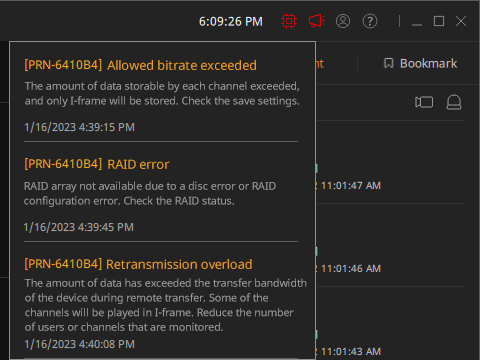 6:09:26 PM
[PRN-6410B4] Allowed bitrate exceeded
The amount of data storable by each channel exceeded,
and only I-frame will be stored. Check the save settings.
1/16/2023 4:39:15 PM
[PRN-6410B4] RAID error
RAID array not available due to a disc error or RAID
configuration error. Check the RAID status.
1/16/2023 4:39:45 PM
[PRN-6410B4] Retransmission overload
The amount of data has exceeded the transfer bandwidth
of the device during remote transfer. Some of the
channels will be played in I-frame. Reduce the number
of users or channels that are monitored.
1/16/2023 4:40:08 PM
nt
Bookmark
11:01:47 AM
11:01:46 AM
11:01:43 AM